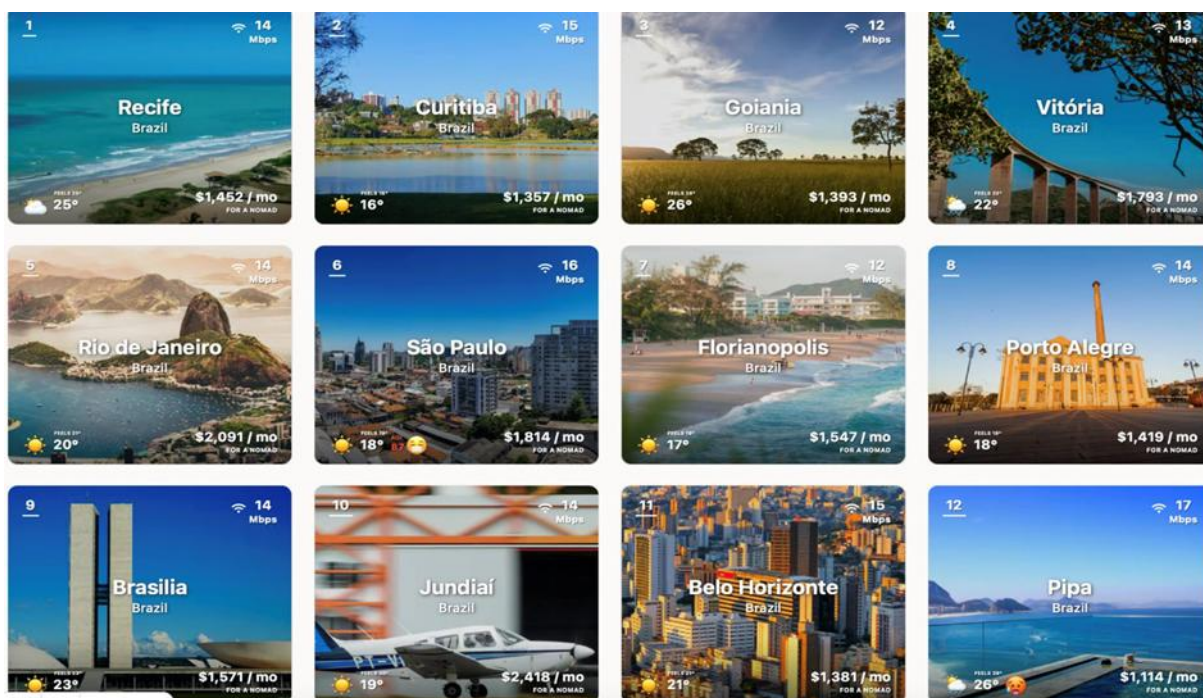 1
14
Mbps
Recife
Brazil
25°
$1,452 / mo
FOR A NOMAD
2
15
Mbps
Curitiba
Brazil
16°
$1,357 / mo
FOR A NOMAD
3
12
Mbps
Goiania
Brazil
26°
$1,393 / mo
FOR A NOMAD
4
13
Mbps
Vitória
Brazil
22°
$1,793 / mo
FOR A NOMAD
5
14
Mbps
Rio de Janeiro
Brazil
20°
$2,091 / mo
FOR A NOMAD
6
16
Mbps
São Paulo
Brazil
18°
87
$1,814 / mo
FOR A NOMAD
7
12
Mbps
Florianopolis
Brazil
17°
$1,547 / mo
FOR A NOMAD
8
14
Mbps
Porto Alegre
Brazil
18°
$1,419 / mo
FOR A NOMAD
9
14
Mbps
Brasilia
Brazil
23°
$1,571 / mo
FOR A NOMAD
10
14
Mbps
Jundiaí
Brazil
19°
$2,418 / mo
FOR A NOMAD
11
15
Mbps
Belo Horizonte
Brazil
21°
$1,381 / mo
FOR A NOMAD
12
17
Mbps
Pipa
Brazil
26°
$1,114 / mo
FOR A NOMAD